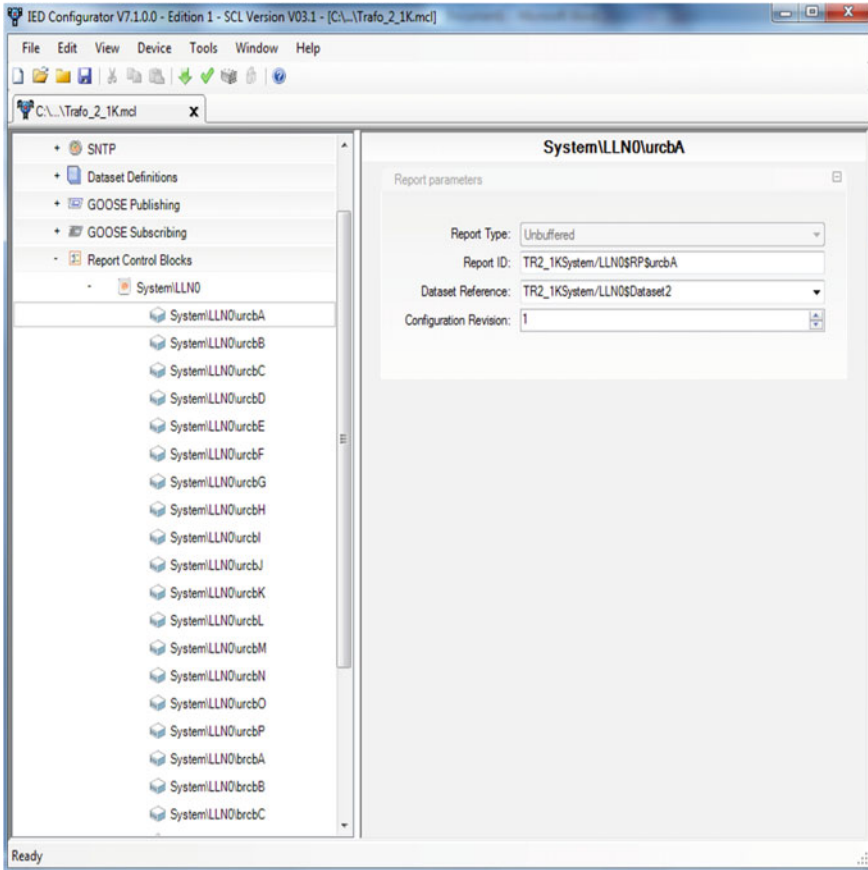 IED Configurator V7.1.0.0 - Edition 1 - SCL Version V03.1 - [C:\...\Trafo_2_1K.mcl]
File Edit View Device Tools Window Help
C:\...\Trafo_2_1K.mcl x
+ SNTP
+ Dataset Definitions
+ GOOSE Publishing
+ GOOSE Subscribing
- Report Control Blocks
- System\LLN0
System\LLN0\urcbA
System\LLN0\urcbB
System\LLN0\urcbC
System\LLN0\urcbD
System\LLN0\urcbE
System\LLN0\urcbF
System\LLN0\urcbG
System\LLN0\urcbH
System\LLN0\urcbI
System\LLN0\urcbJ
System\LLN0\urcbK
System\LLN0\urcbL
System\LLN0\urcbM
System\LLN0\urcbN
System\LLN0\urcbO
System\LLN0\urcbP
System\LLN0\brcbA
System\LLN0\brcbB
System\LLN0\brcbC
System\LLN0\urcbA
Report parameters
Report Type: Unbuffered
Report ID: TR2_1KSystem/LLN0$RP$urcbA
Dataset Reference: TR2_1KSystem/LLN0$Dataset2
Configuration Revision: 1
Ready